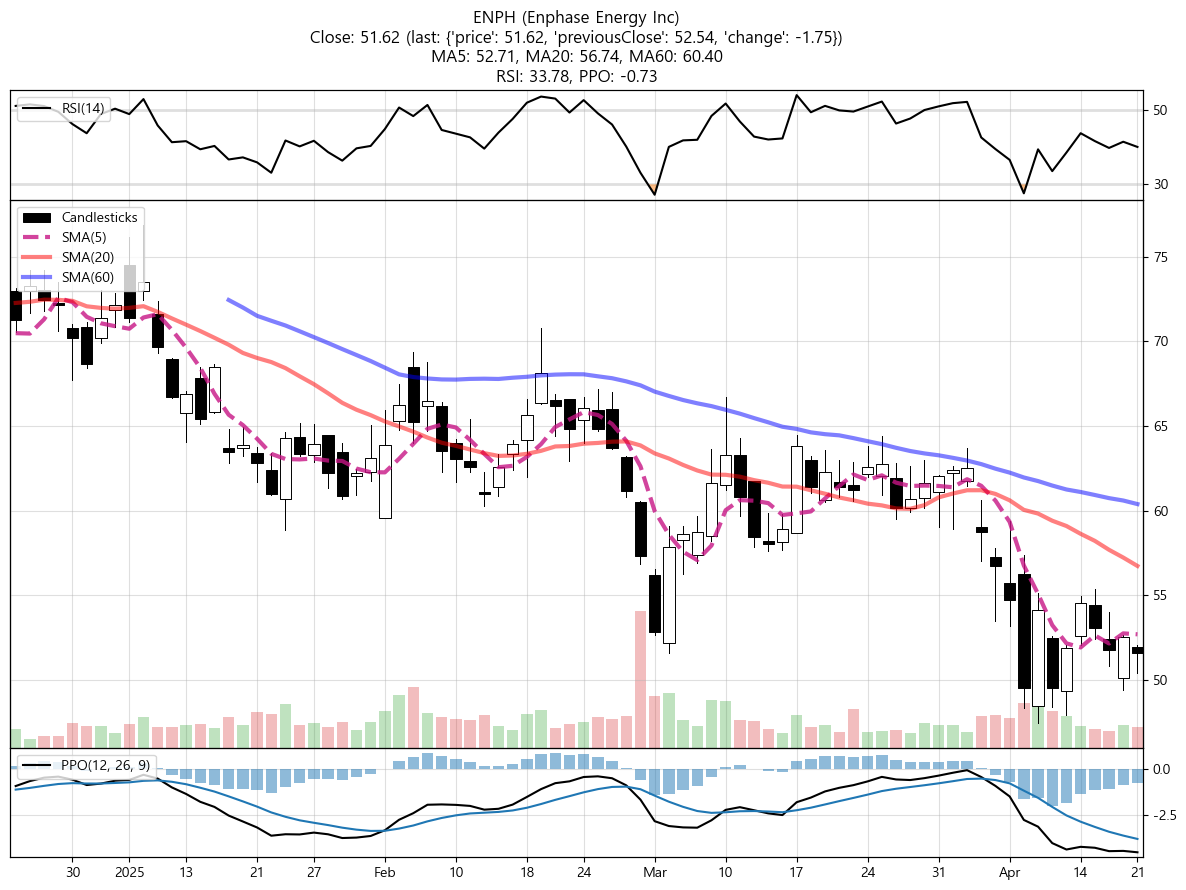 ENPH (Enphase Energy Inc)
Close: 51.62 (last: {'price': 51.62, 'previousClose': 52.54, 'change': -1.75})
MA5: 52.71, MA20: 56.74, MA60: 60.40
RSI: 33.78, PPO: -0.73
RSI(14)
50
30
Candlesticks
SMA(5)
SMA(20)
SMA(60)
75
70
65
60
55
50
PPO(12, 26, 9)
0.0
−2.5
30 2025 13 21 27 Feb 10 18 24 Mar 10 17 24 31 Apr 14 21